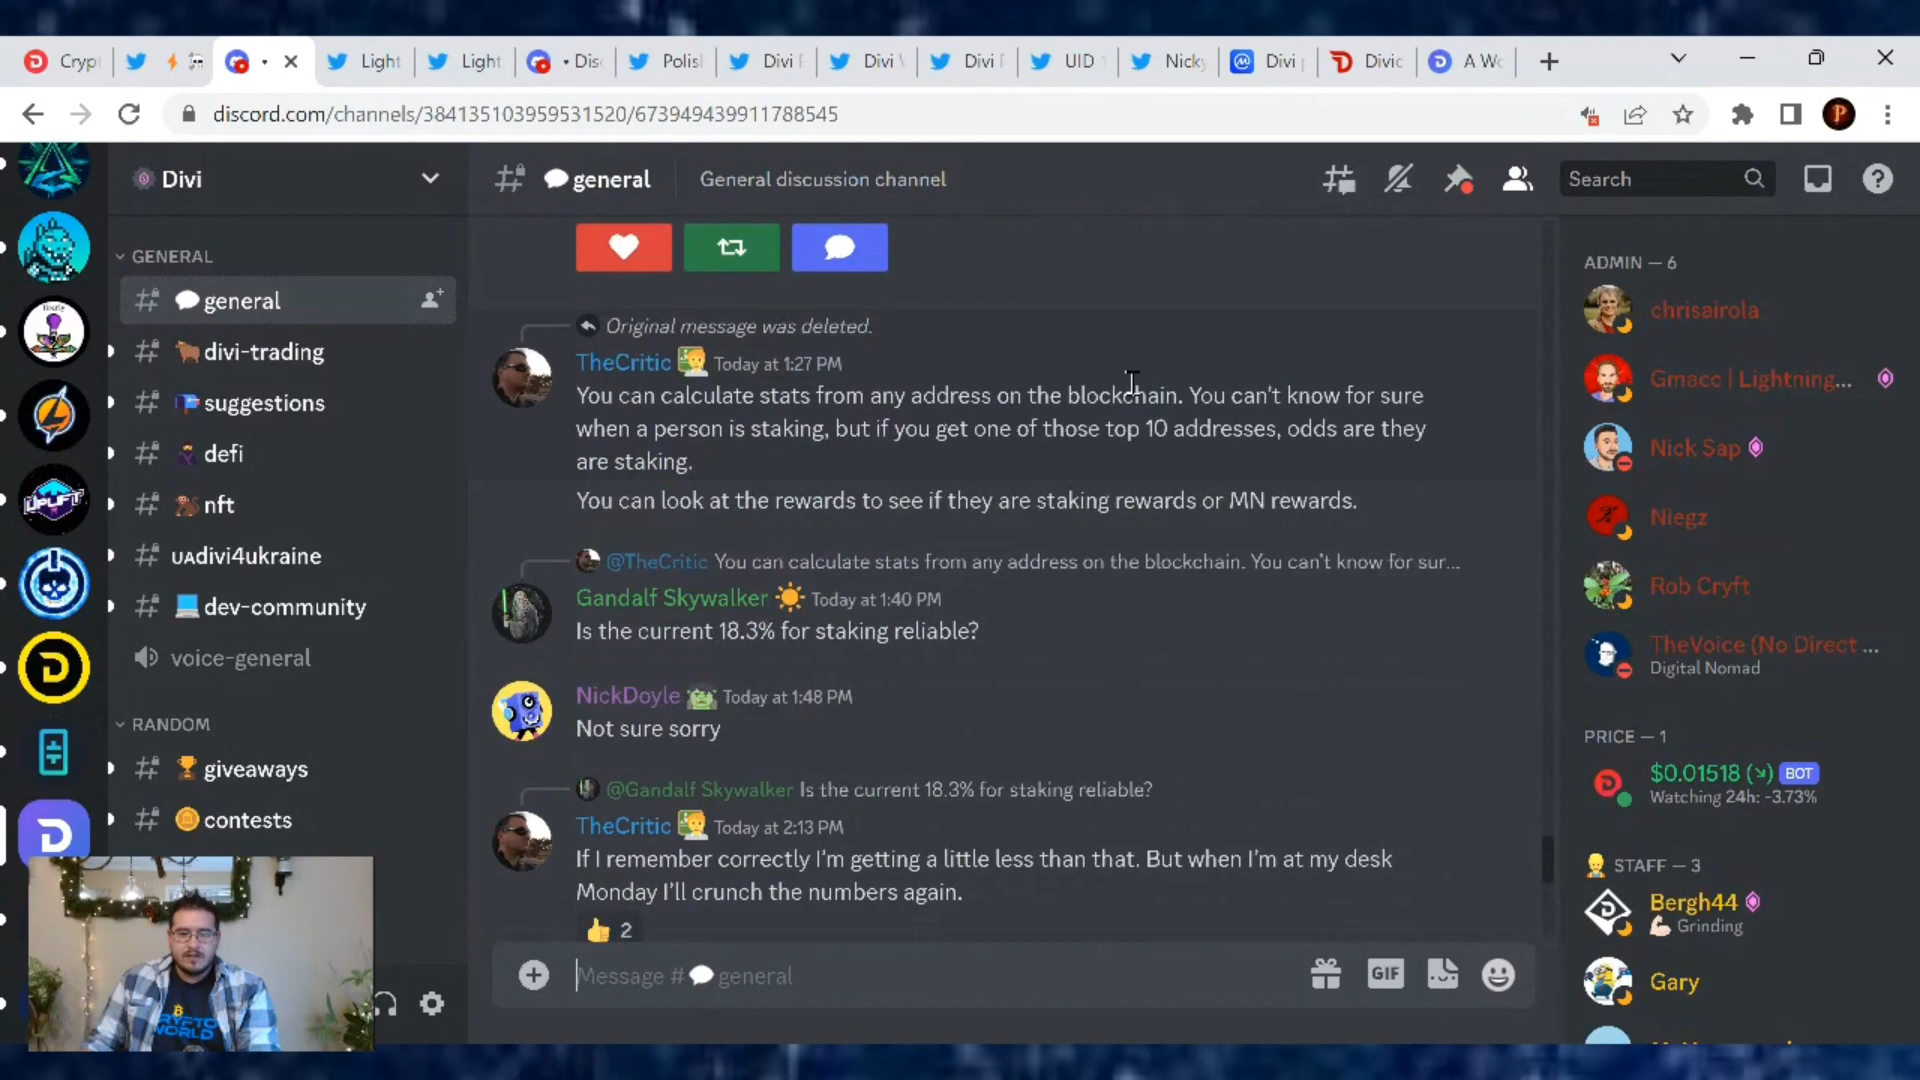 Cryp
Light
Light
Dis
Polis
Divi
Divi
Divi
UID
Nicky
Divi
Divic
A Wo
discord.com/channels/384135103959531520/673949439911788545
Divi
general
General discussion channel
Search
GENERAL
general
divi-trading
suggestions
defi
nft
UAdivi4ukraine
dev-community
voice-general
RANDOM
giveaways
contests
Original message was deleted.
TheCritic Today at 1:27 PM
You can calculate stats from any address on the blockchain. You can't know for sure
when a person is staking, but if you get one of those top 10 addresses, odds are they
are staking.
You can look at the rewards to see if they are staking rewards or MN rewards.
@TheCritic You can calculate stats from any address on the blockchain. You can't know for sur...
Gandalf Skywalker Today at 1:40 PM
Is the current 18.3% for staking reliable?
NickDoyle Today at 1:48 PM
Not sure sorry
@Gandalf Skywalker Is the current 18.3% for staking reliable?
TheCritic Today at 2:13 PM
If I remember correctly I'm getting a little less than that. But when I'm at my desk
Monday I'll crunch the numbers again.
2
Message # general
GIF
ADMIN — 6
chrisairola
Gmacc | Lightning...
Nick Sap
Niegz
Rob Cryft
TheVoice (No Direct ...
Digital Nomad
PRICE — 1
$0.01518 (↘) BOT
Watching 24h: -3.73%
STAFF — 3
Bergh44
Grinding
Gary
UPLIFT
CRYPTO
WORLD